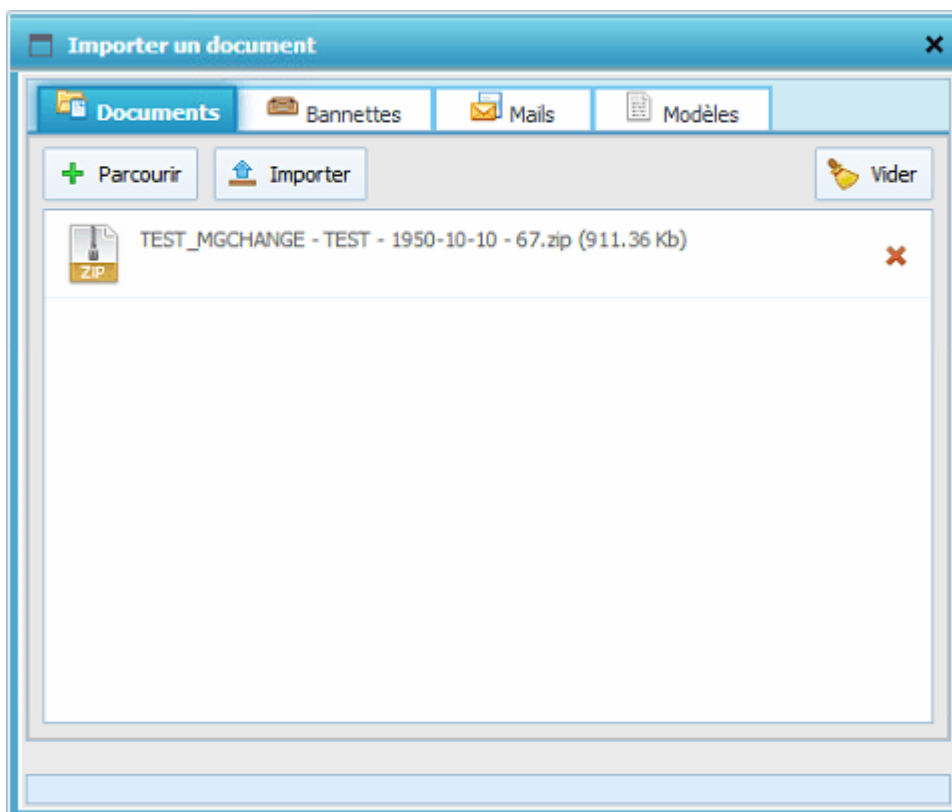 Importer un document
Documents Bannettes Mails Modèles
Parcourir Importer Vider
TEST_MGCHANGE - TEST - 1950-10-10 - 67.zip (911.36 Kb)
ZIP